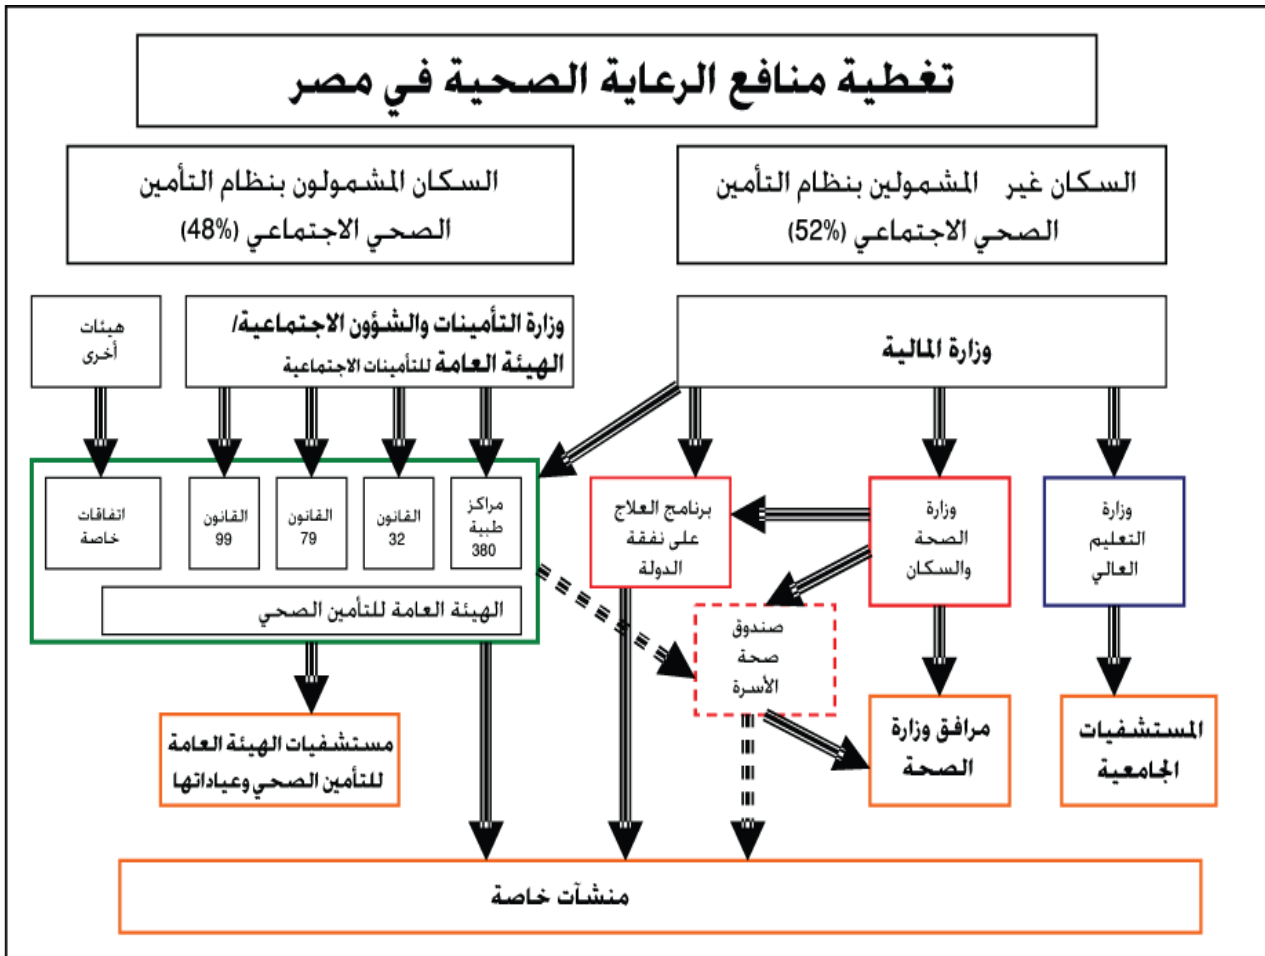 تغطية منافع الرعاية الصحية في مصر
السكان غير المشمولين بنظام التأمين
الصحي الاجتماعي (52%)
السكان المشمولون بنظام التأمين
الصحي الاجتماعي (48%)
وزارة المالية
وزارة التأمينات والشؤون الاجتماعية/
الهيئة العامة للتأمينات الاجتماعية
هيئات
أخرى
وزارة
التعليم
العالي
وزارة
الصحة
والسكان
برنامج العلاج
على نفقة
الدولة
مراكز
طبية
380
القانون
32
القانون
79
القانون
99
اتفاقات
خاصة
الهيئة العامة للتأمين الصحي
صندوق
صحة
الأسرة
المستشفيات
الجامعية
مرافق وزارة
الصحة
مستشفيات الهيئة العامة
للتأمين الصحي وعياداتها
منشآت خاصة